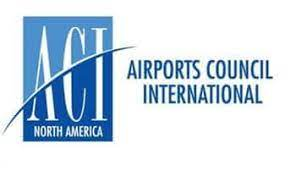 ACI
NORTH AMERICA
AIRPORTS COUNCIL
INTERNATIONAL